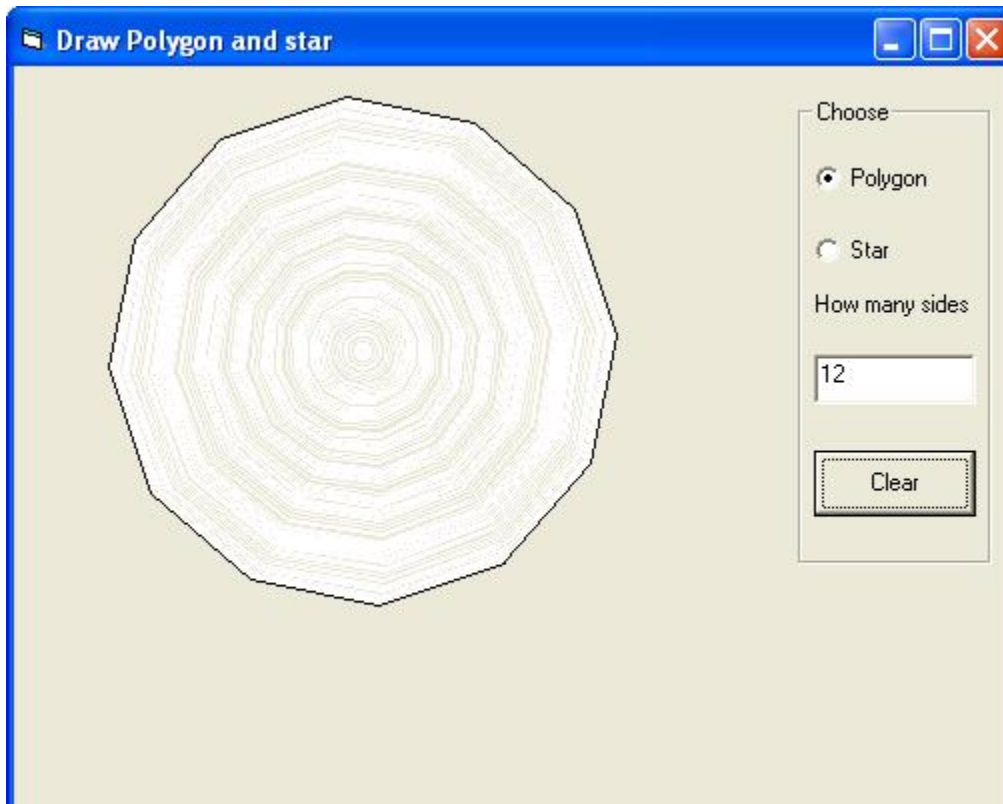 Draw Polygon and star
Choose
Polygon
Star
How many sides
12
Clear